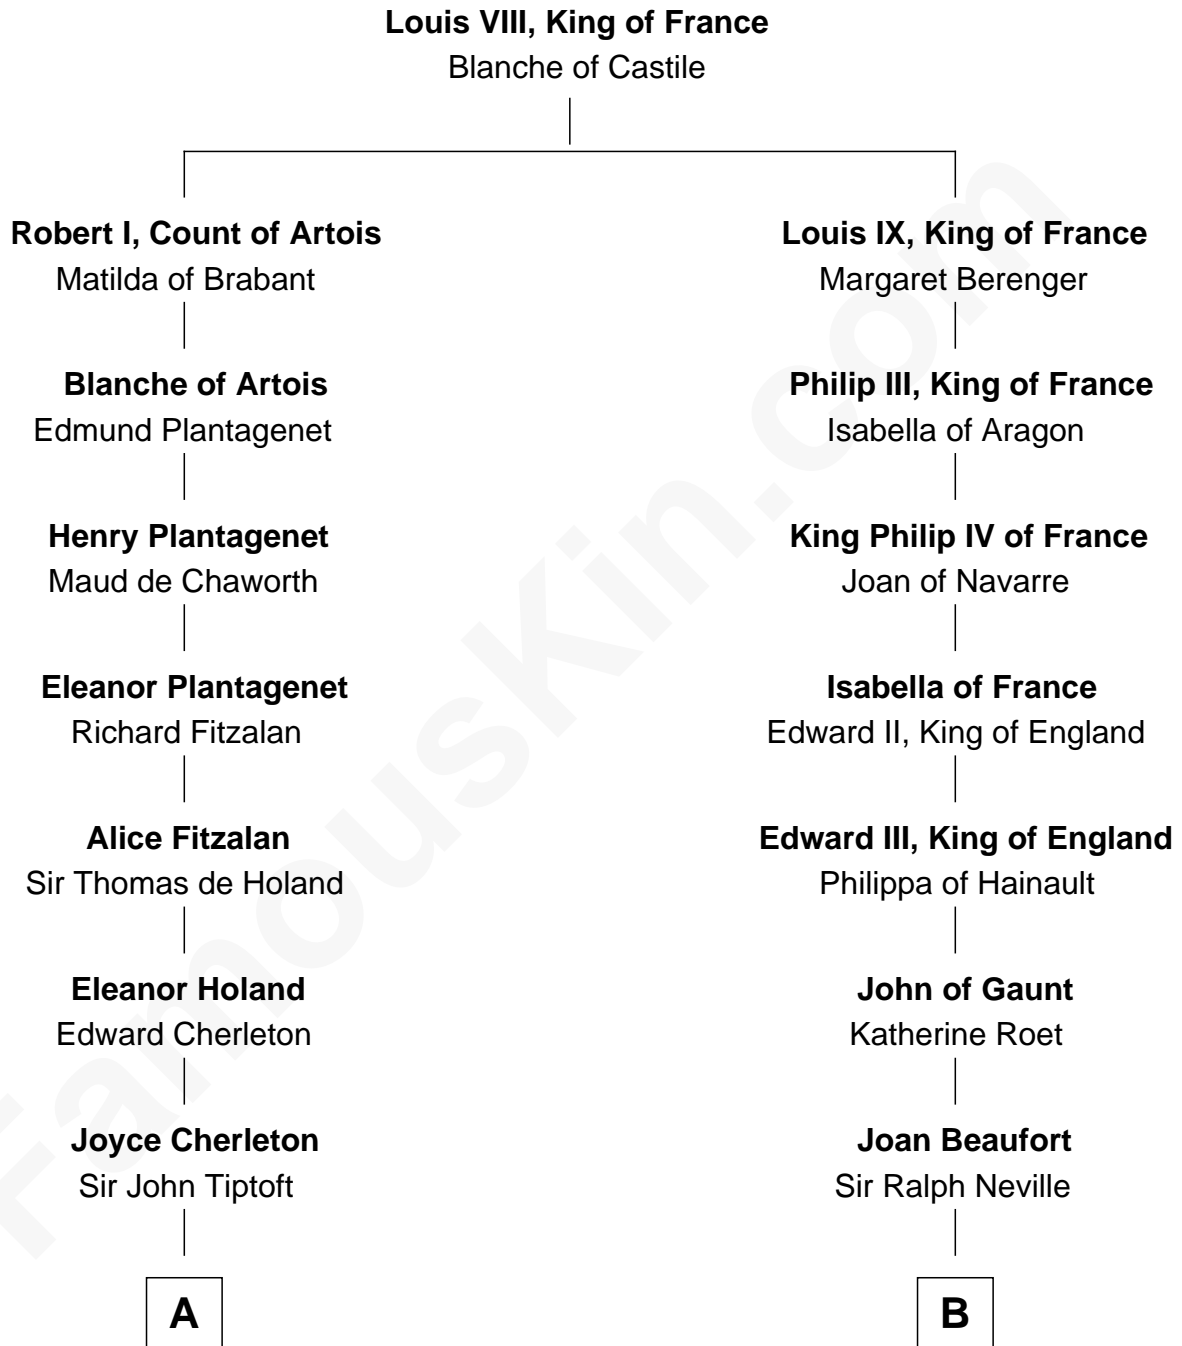 Louis VIII, King of France
Blanche of Castile
Robert I, Count of Artois
Matilda of Brabant
Louis IX, King of France
Margaret Berenger
Blanche of Artois
Edmund Plantagenet
Philip III, King of France
Isabella of Aragon
Henry Plantagenet
Maud de Chaworth
King Philip IV of France
Joan of Navarre
Eleanor Plantagenet
Richard Fitzalan
Isabella of France
Edward II, King of England
Alice Fitzalan
Sir Thomas de Holand
Edward III, King of England
Philippa of Hainault
Eleanor Holand
Edward Cherleton
John of Gaunt
Katherine Roet
Joyce Cherleton
Sir John Tiptoft
Joan Beaufort
Sir Ralph Neville
A
B
FamousKin.com